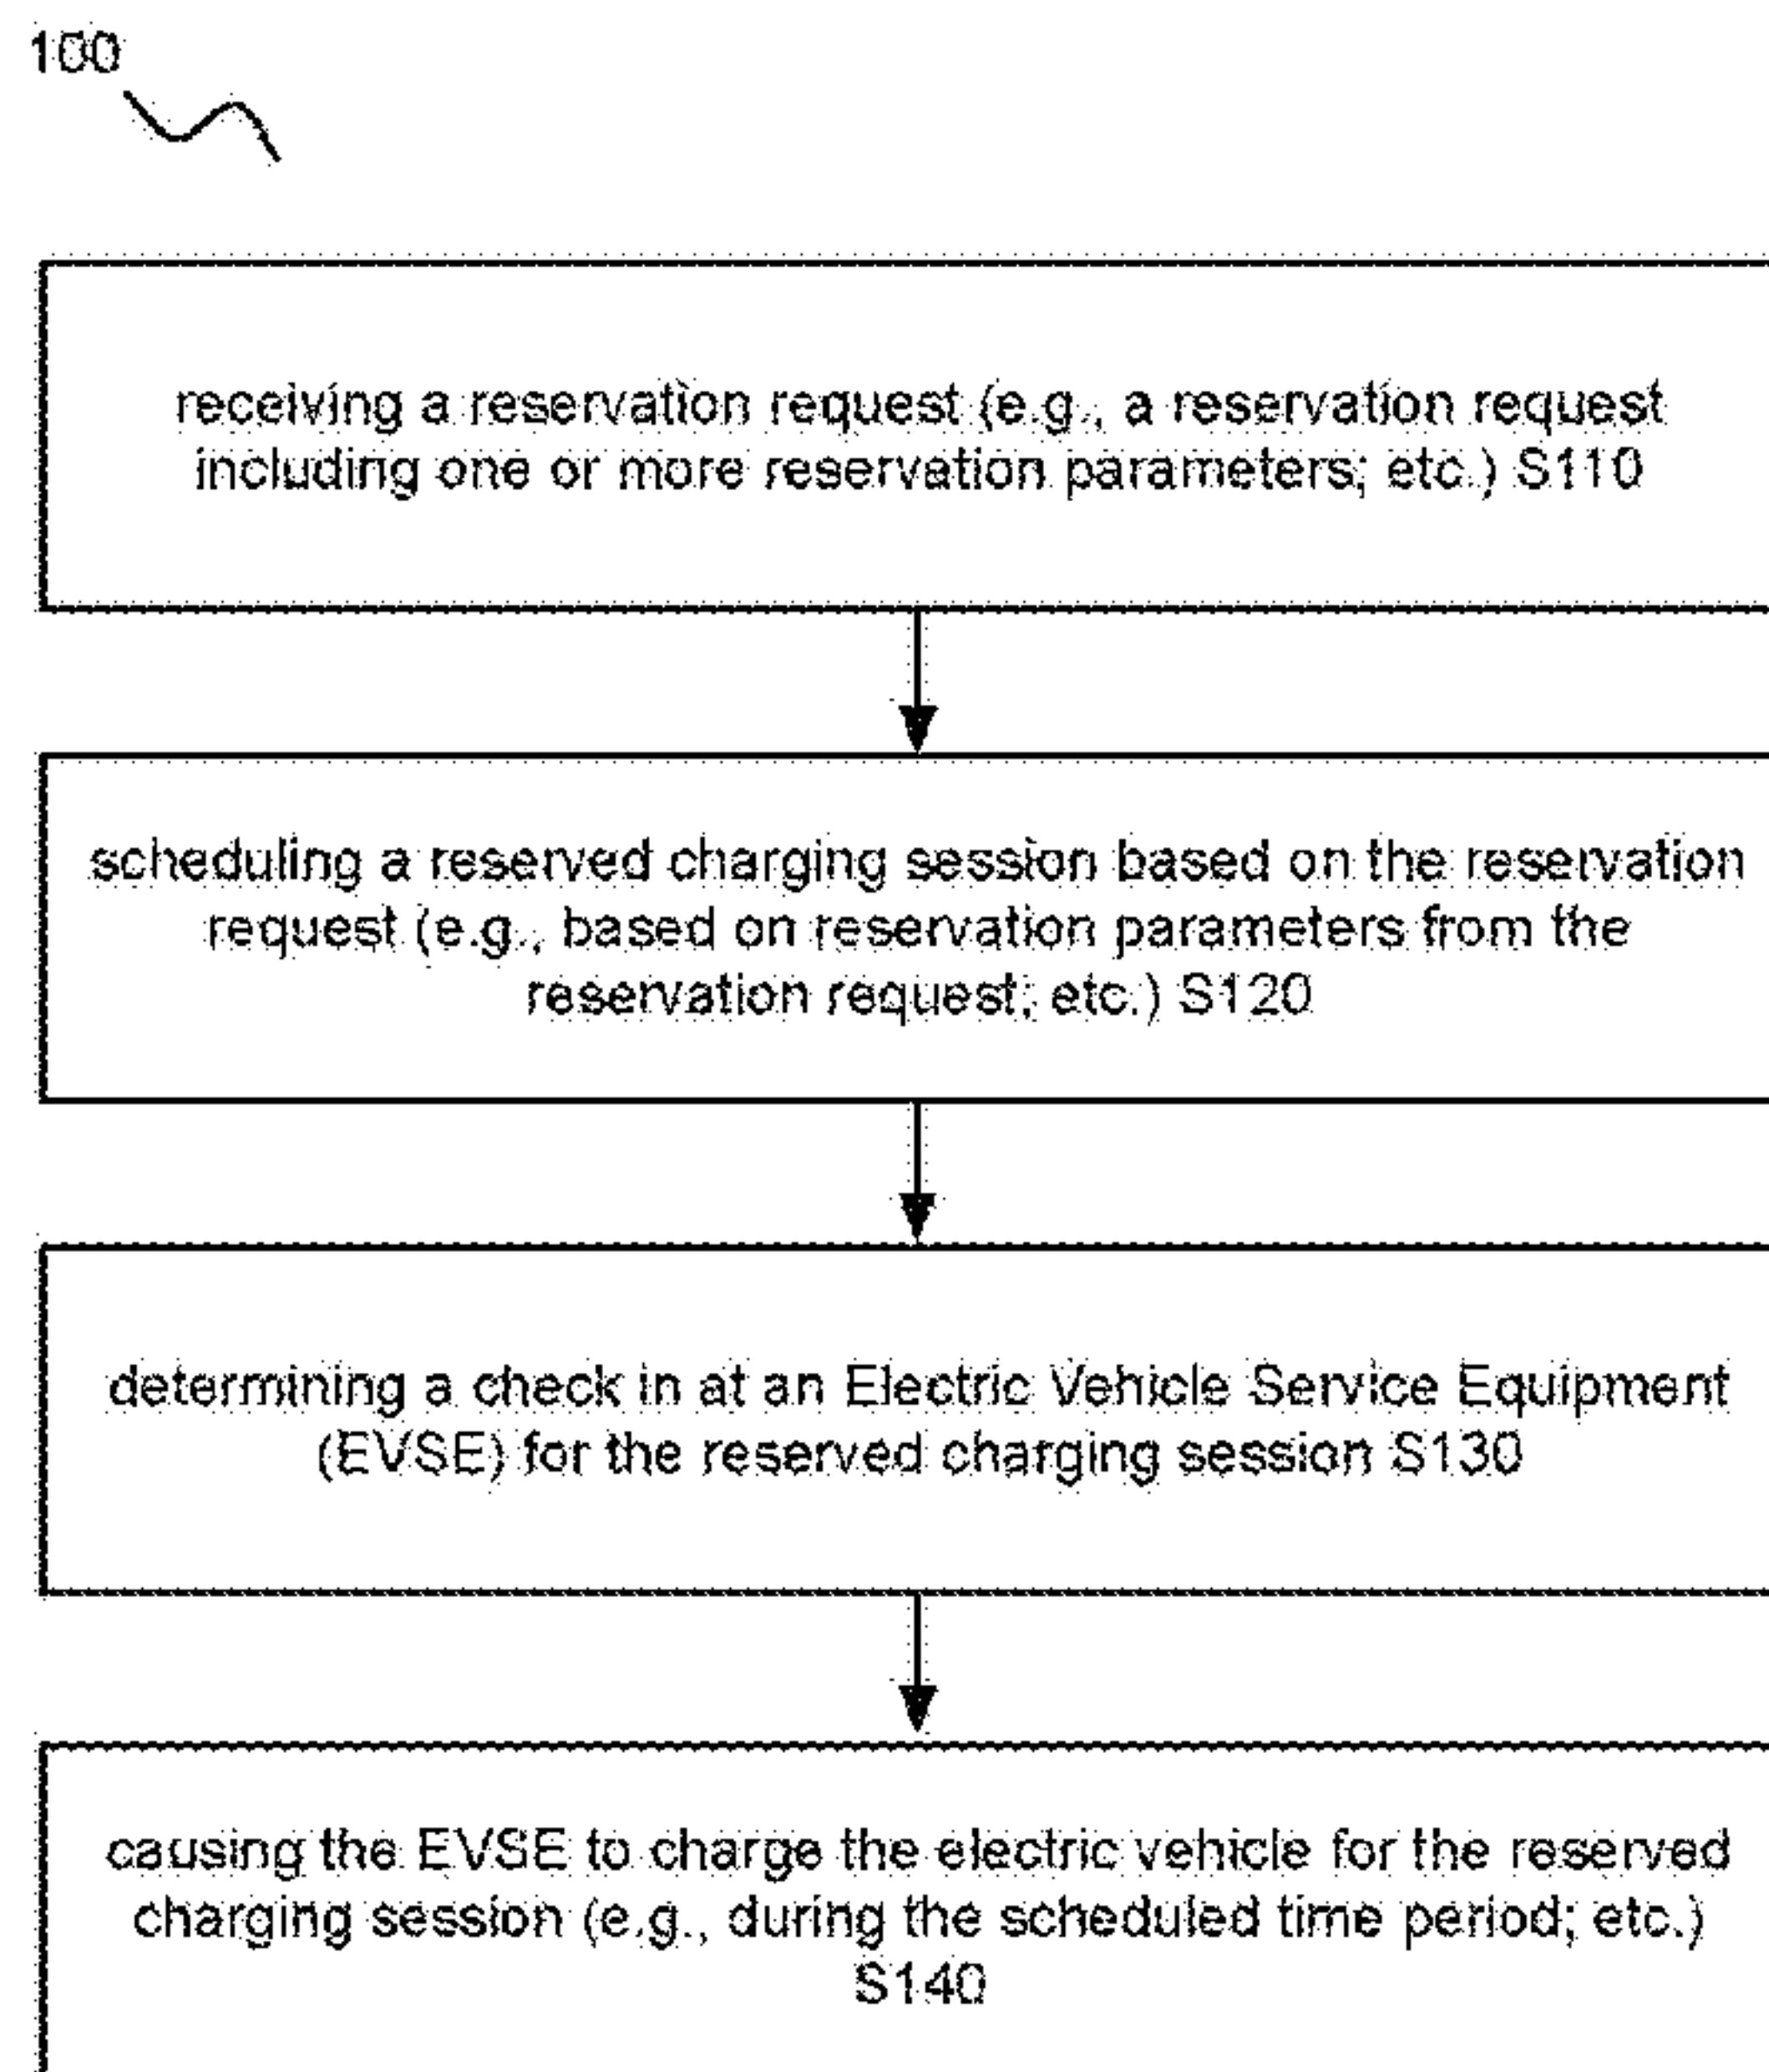 100
receiving a reservation request (e.g., a reservation request
including one or more reservation parameters; etc.) S110
scheduling a reserved charging session based on the reservation
request (e.g., based on reservation parameters from the
reservation request; etc.) S120
determining a check in at an Electric Vehicle Service Equipment
(EVSE) for the reserved charging session S130
causing the EVSE to charge the electric vehicle for the reserved
charging session (e.g., during the scheduled time period; etc.)
S140